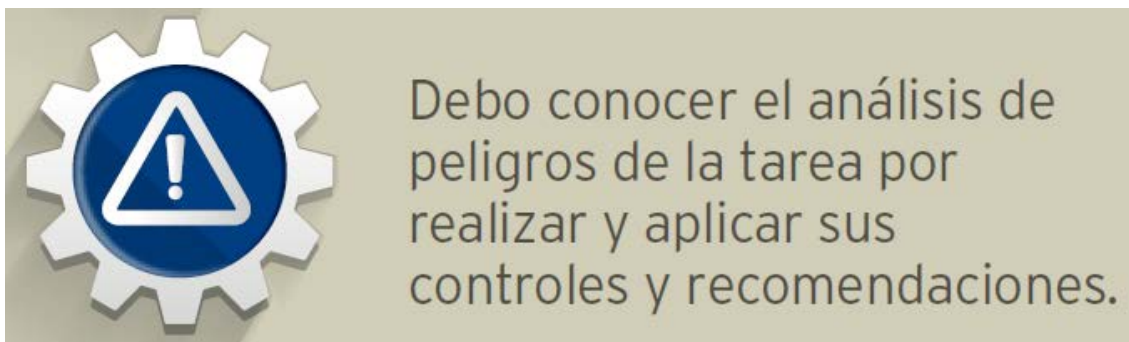 Debo conocer el análisis de
peligros de la tarea por
realizar y aplicar sus
controles y recomendaciones.